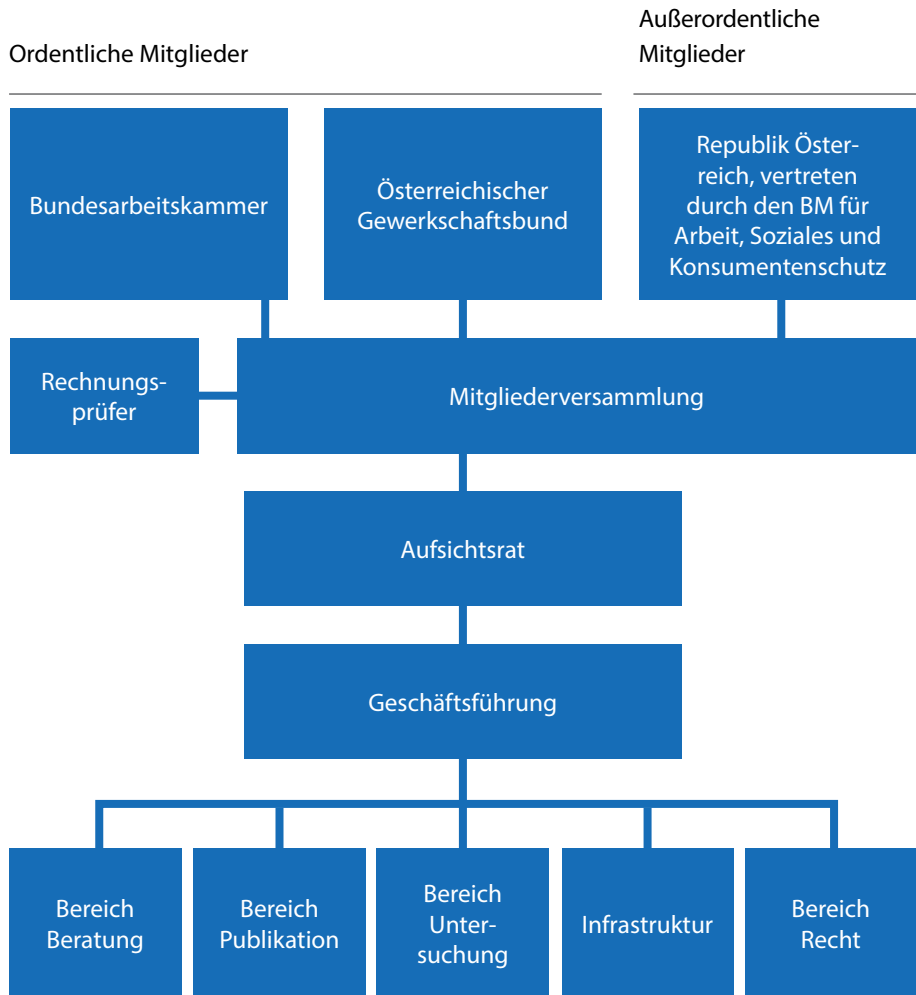 Ordentliche Mitglieder
Außerordentliche
Mitglieder
Bundesarbeitskammer
Österreichischer
Gewerkschaftsbund
Republik Öster-
reich, vertreten
durch den BM für
Arbeit, Soziales und
Konsumentenschutz
Rechnungs-
prüfer
Mitgliederversammlung
Aufsichtsrat
Geschäftsführung
Bereich
Beratung
Bereich
Publikation
Bereich
Unter-
suchung
Infrastruktur
Bereich
Recht